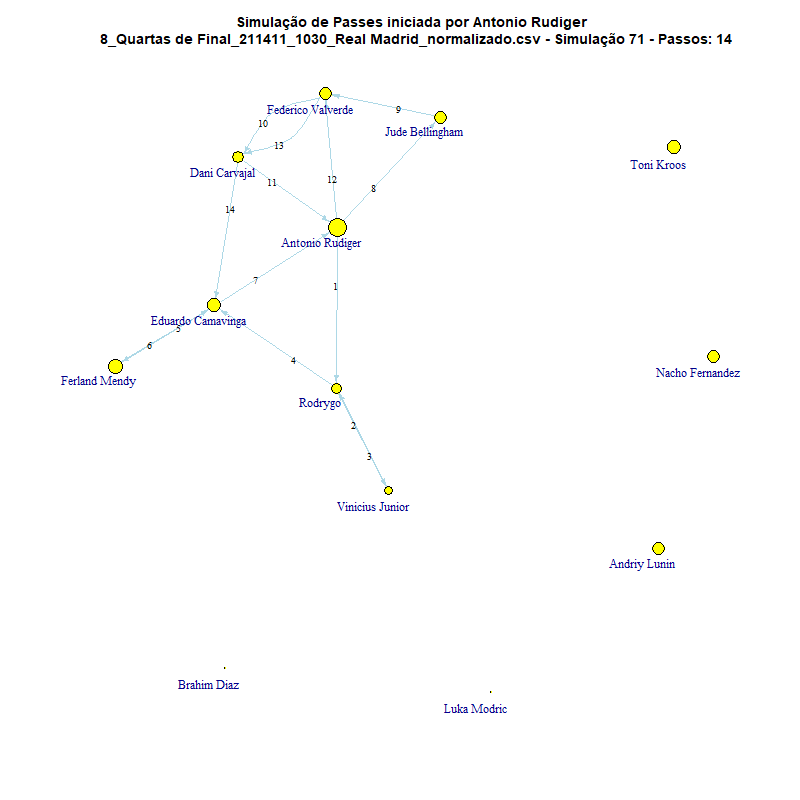 Simulação de Passes iniciada por Antonio Rudiger
8_Quartas de Final_211411_1030_Real Madrid_normalizado.csv - Simulação 71 - Passos: 14
Federico Valverde
9
10
Jude Bellingham
13
Toni Kroos
Dani Carvajal
11
12
8
14
Antonio Rudiger
7
1
Eduardo Camavinga
5
6
4
Ferland Mendy
Nacho Fernandez
Rodrygo
2
3
Vinicius Junior
Andriy Lunin
Brahim Diaz
Luka Modric